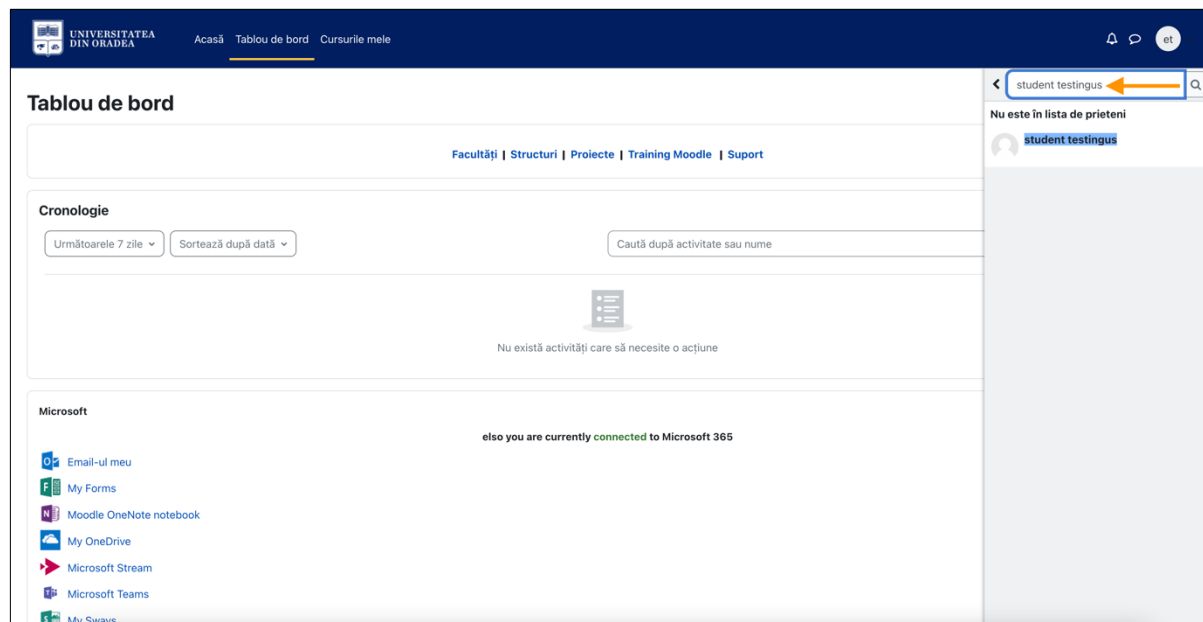 UNIVERSITATEA
DIN ORADEA
Acasă Tablou de bord Cursurile mele
et
student testingus
Nu este în lista de prieteni
student testingus
Tablou de bord
Facultăți | Structuri | Proiecte | Training Moodle | Suport
Cronologie
Următoarele 7 zile Sortează după dată Caută după activitate sau nume
Nu există activități care să necesite o acțiune
Microsoft
elso you are currently connected to Microsoft 365
Email-ul meu
My Forms
Moodle OneNote notebook
My OneDrive
Microsoft Stream
Microsoft Teams
My Sways